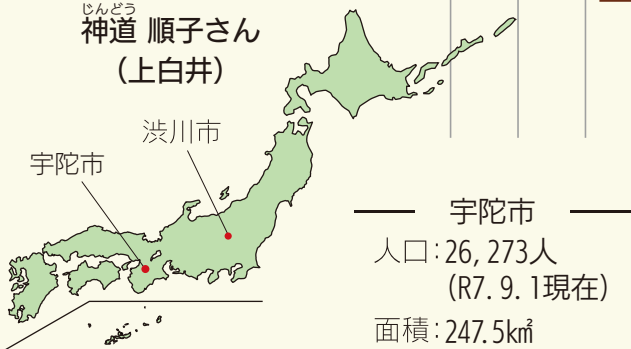 じんどう
神道 順子さん
(上白井)
渋川市
宇陀市
宇陀市
人口:26,273人
(R7.9.1現在)
面積:247.5k㎡